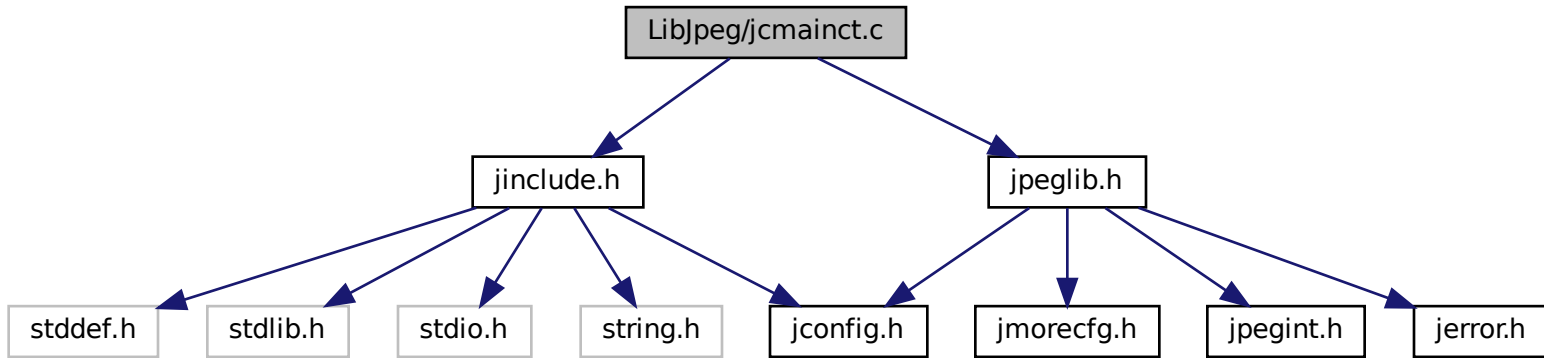 LibJpeg/jcmainct.c
jinclude.h
jpeglib.h
stddef.h
stdlib.h
stdio.h
string.h
jconfig.h
jmorecfg.h
jpegint.h
jerror.h